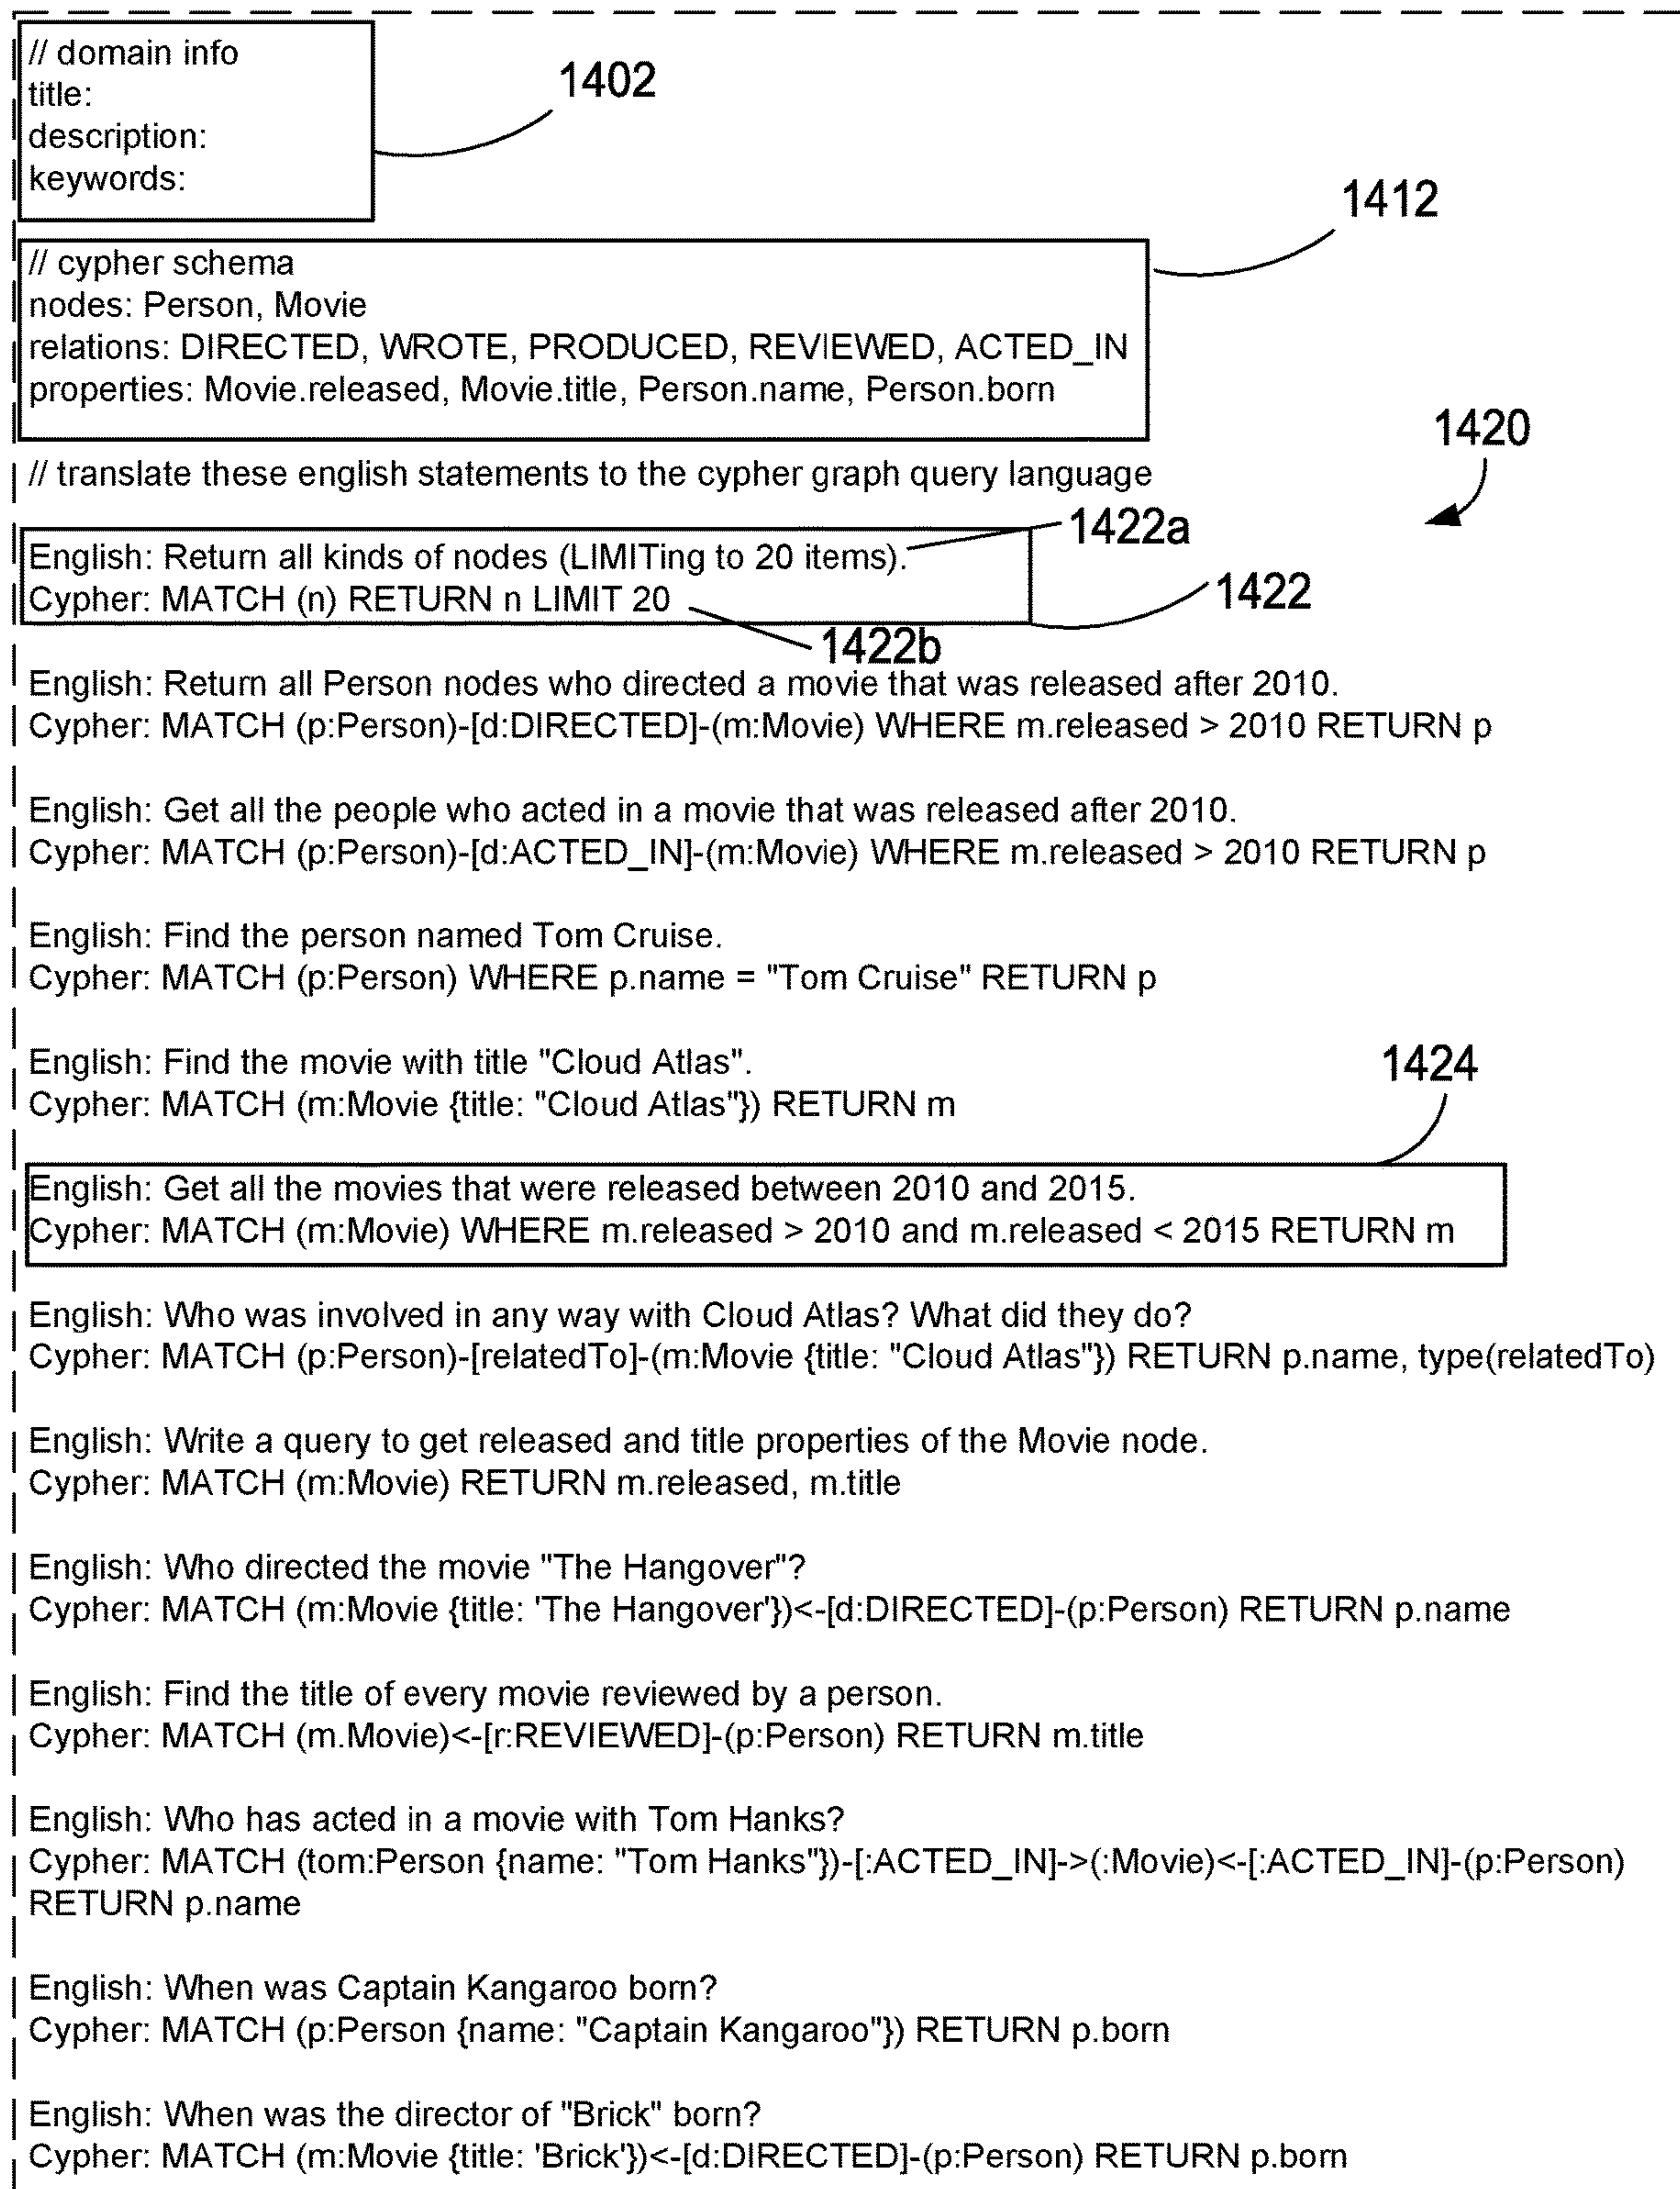 // domain info
title:
description:
keywords:
1402
1412
// cypher schema
nodes: Person, Movie
relations: DIRECTED, WROTE, PRODUCED, REVIEWED, ACTED_IN
properties: Movie.released, Movie.title, Person.name, Person.born
1420
// translate these english statements to the cypher graph query language
1422a
English: Return all kinds of nodes (LIMITing to 20 items).
Cypher: MATCH (n) RETURN n LIMIT 20
1422
1422b
English: Return all Person nodes who directed a movie that was released after 2010.
Cypher: MATCH (p:Person)-[d:DIRECTED]-(m:Movie) WHERE m.released > 2010 RETURN p
English: Get all the people who acted in a movie that was released after 2010.
Cypher: MATCH (p:Person)-[d:ACTED_IN]-(m:Movie) WHERE m.released > 2010 RETURN p
English: Find the person named Tom Cruise.
Cypher: MATCH (p:Person) WHERE p.name = "Tom Cruise" RETURN p
English: Find the movie with title "Cloud Atlas".
Cypher: MATCH (m:Movie {title: "Cloud Atlas"}) RETURN m
1424
English: Get all the movies that were released between 2010 and 2015.
Cypher: MATCH (m:Movie) WHERE m.released > 2010 and m.released < 2015 RETURN m
English: Who was involved in any way with Cloud Atlas? What did they do?
Cypher: MATCH (p:Person)-[relatedTo]-(m:Movie {title: "Cloud Atlas"}) RETURN p.name, type(relatedTo)
English: Write a query to get released and title properties of the Movie node.
Cypher: MATCH (m:Movie) RETURN m.released, m.title
English: Who directed the movie "The Hangover"?
Cypher: MATCH (m:Movie {title: 'The Hangover'})<-[d:DIRECTED]-(p:Person) RETURN p.name
English: Find the title of every movie reviewed by a person.
Cypher: MATCH (m.Movie)<-[r:REVIEWED]-(p:Person) RETURN m.title
English: Who has acted in a movie with Tom Hanks?
Cypher: MATCH (tom:Person {name: "Tom Hanks"})-[:ACTED_IN]->(:Movie)<-[:ACTED_IN]-(p:Person)
RETURN p.name
English: When was Captain Kangaroo born?
Cypher: MATCH (p:Person {name: "Captain Kangaroo"}) RETURN p.born
English: When was the director of "Brick" born?
Cypher: MATCH (m:Movie {title: 'Brick'})<-[d:DIRECTED]-(p:Person) RETURN p.born